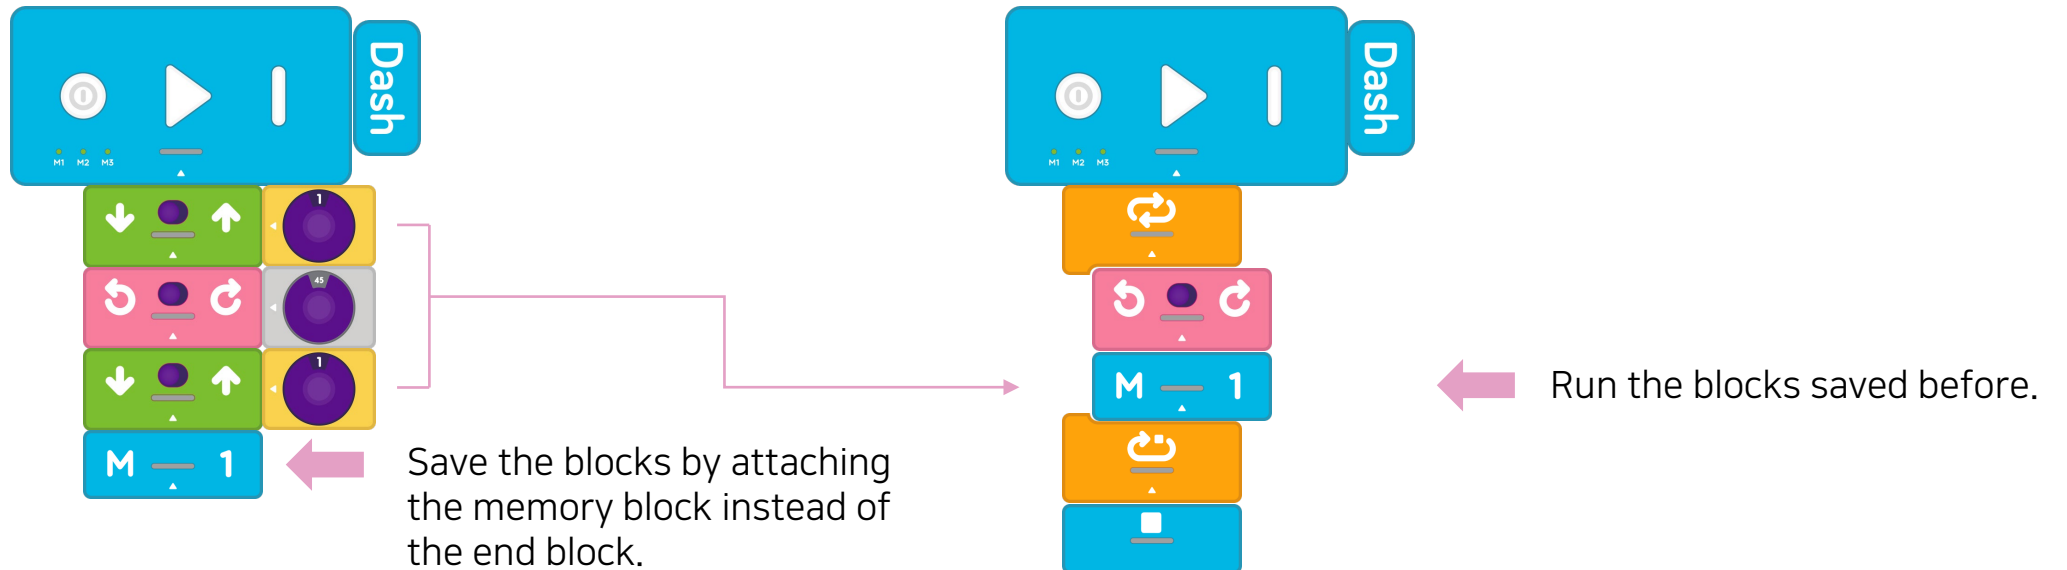 Dash
M1 M2 M3
1
45
1
M 1
Save the blocks by attaching
the memory block instead of
the end block.
Dash
M1 M2 M3
M 1
Run the blocks saved before.